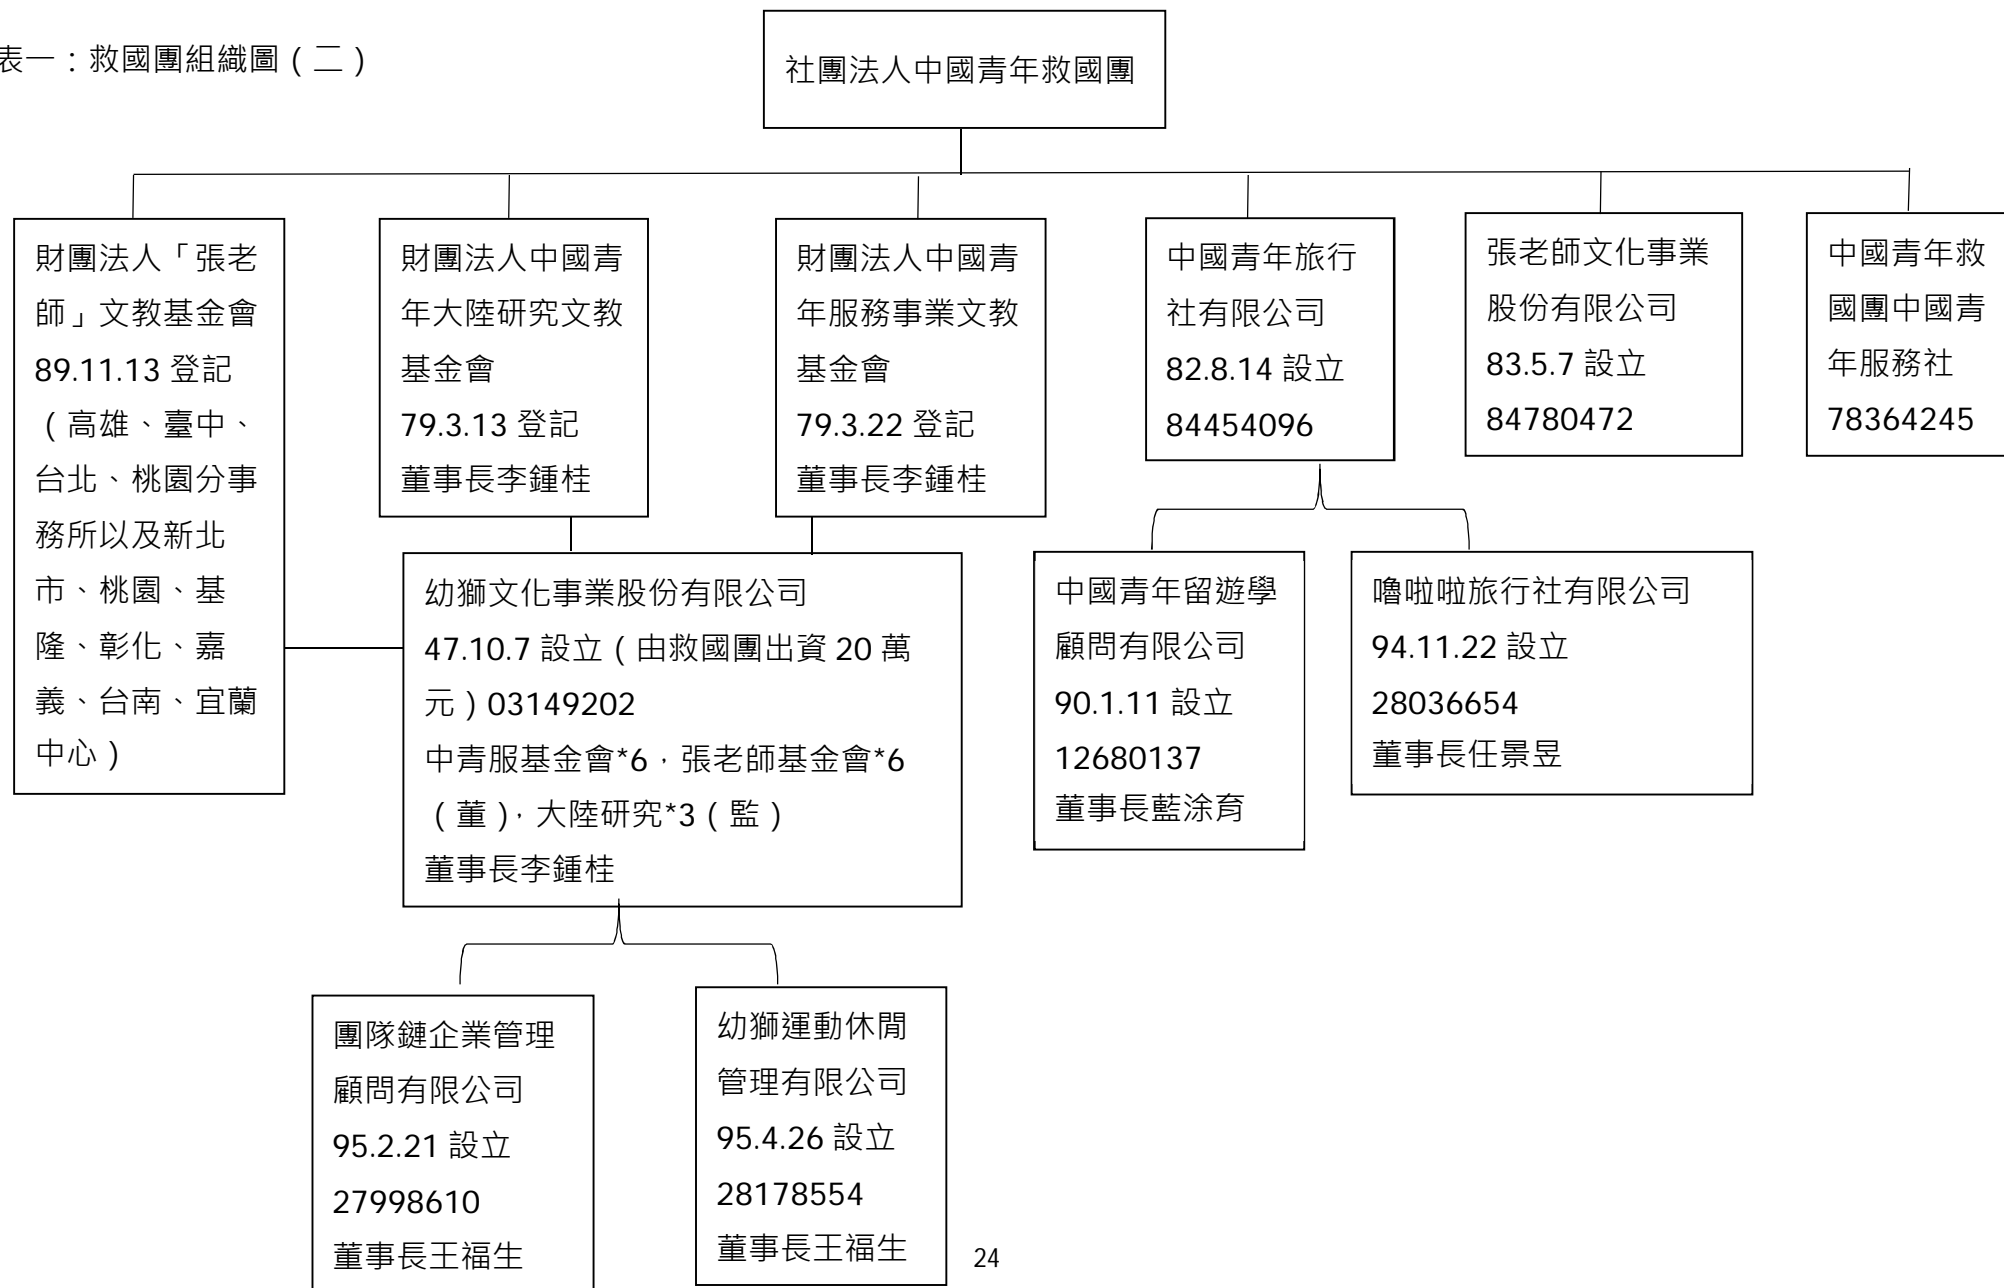 表一：救國團組織圖（二）
社團法人中國青年救國團
財團法人「張老
師」文教基金會
89.11.13 登記
（高雄、臺中、
台北、桃園分事
務所以及新北
市、桃園、基
隆、彰化、嘉
義、台南、宜蘭
中心）
財團法人中國青
年大陸研究文教
基金會
79.3.13 登記
董事長李鍾桂
財團法人中國青
年服務事業文教
基金會
79.3.22 登記
董事長李鍾桂
中國青年旅行
社有限公司
82.8.14 設立
84454096
張老師文化事業
股份有限公司
83.5.7 設立
84780472
中國青年救
國團中國青
年服務社
78364245
幼獅文化事業股份有限公司
47.10.7 設立（由救國團出資 20 萬
元）03149202
中青服基金會*6，張老師基金會*6
（董），大陸研究*3（監）
董事長李鍾桂
中國青年留遊學
顧問有限公司
90.1.11 設立
12680137
董事長藍涂育
嚕啦啦旅行社有限公司
94.11.22 設立
28036654
董事長任景昱
團隊鏈企業管理
顧問有限公司
95.2.21 設立
27998610
董事長王福生
幼獅運動休閒
管理有限公司
95.4.26 設立
28178554
董事長王福生
24